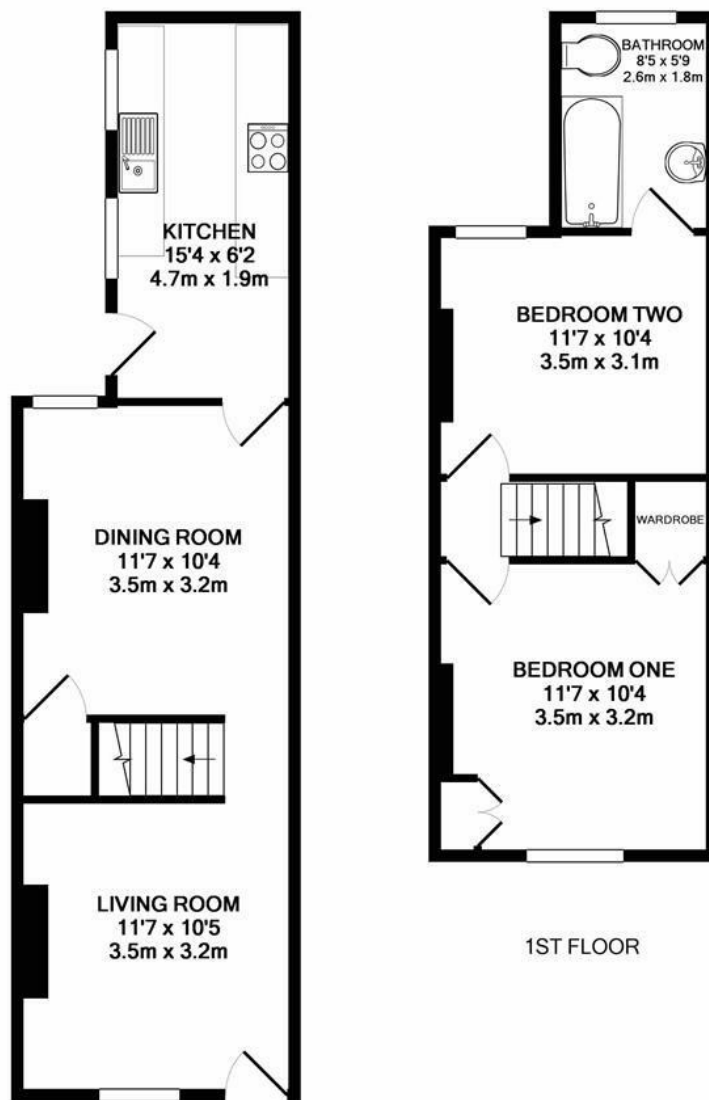 KITCHEN
15'4 x 6'2
4.7m x 1.9m
DINING ROOM
11'7 x 10'4
3.5m x 3.2m
LIVING ROOM
11'7 x 10'5
3.5m x 3.2m
BATHROOM
8'5 x 5'9
2.6m x 1.8m
BEDROOM TWO
11'7 x 10'4
3.5m x 3.1m
WARDROBE
BEDROOM ONE
11'7 x 10'4
3.5m x 3.2m
1ST FLOOR